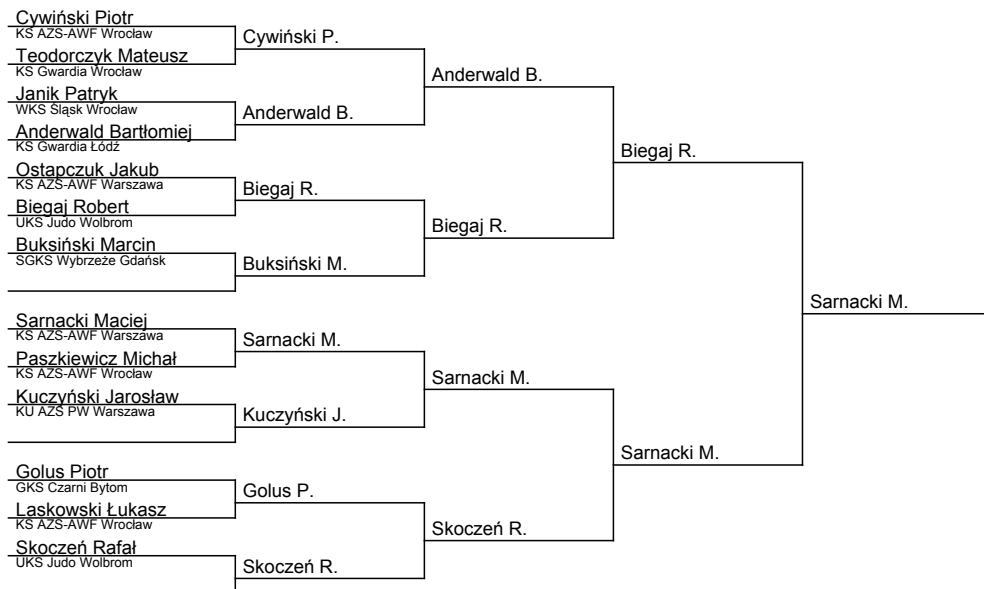 Cywiński Piotr
KS AZS-AWF Wrocław
Cywiński P.
Teodorczyk Mateusz
KS Gwardia Wrocław
Anderwald B.
Janik Patryk
WKS Śląsk Wrocław
Anderwald B.
Anderwald Bartłomiej
KS Gwardia Łódź
Biegaj R.
Ostapczuk Jakub
KS AZS-AWF Warszawa
Biegaj R.
Biegaj Robert
UKS Judo Wolbrom
Biegaj R.
Buksiński Marcin
SGKS Wybrzeże Gdańsk
Buksiński M.
Sarnacki M.
Sarnacki Maciej
KS AZS-AWF Warszawa
Sarnacki M.
Paszkiewicz Michał
KS AZS-AWF Wrocław
Sarnacki M.
Kuczyński Jarosław
KU AZS PW Warszawa
Kuczyński J.
Sarnacki M.
Golus Piotr
GKS Czarni Bytom
Golus P.
Laskowski Łukasz
KS AZS-AWF Wrocław
Skoczeń R.
Skoczeń Rafał
UKS Judo Wolbrom
Skoczeń R.